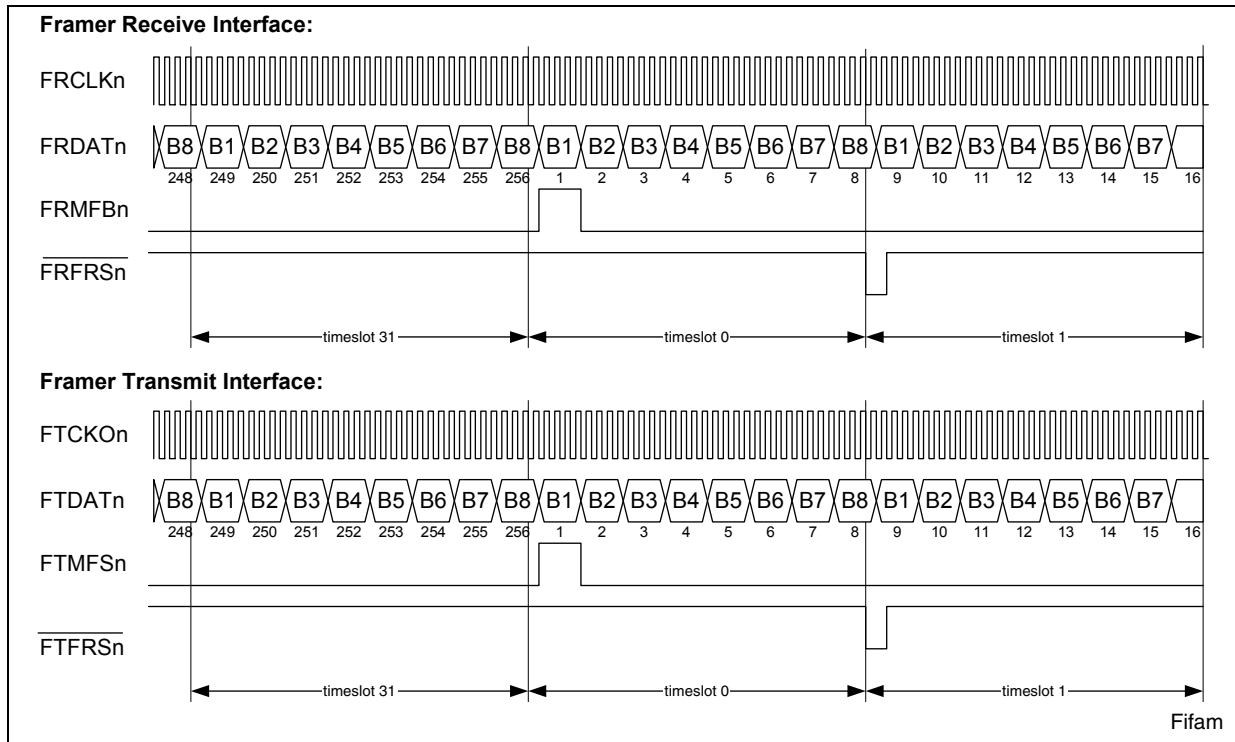 Framer Receive Interface:
FRCLKn
FRDATn B8 B1 B2 B3 B4 B5 B6 B7 B8 B1 B2 B3 B4 B5 B6 B7 B8 B1 B2 B3 B4 B5 B6 B7
248 249 250 251 252 253 254 255 256 1 2 3 4 5 6 7 8 9 10 11 12 13 14 15 16
FRMFBn
FRFRSn
timeslot 31 timeslot 0 timeslot 1
Framer Transmit Interface:
FTCKOn
FTDATn B8 B1 B2 B3 B4 B5 B6 B7 B8 B1 B2 B3 B4 B5 B6 B7 B8 B1 B2 B3 B4 B5 B6 B7
248 249 250 251 252 253 254 255 256 1 2 3 4 5 6 7 8 9 10 11 12 13 14 15 16
FTMFSn
FTFRSn
timeslot 31 timeslot 0 timeslot 1
Fifam